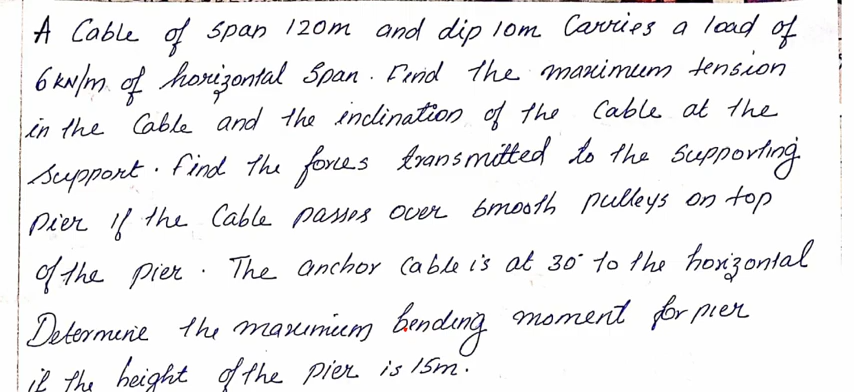 A Cable of span 120m and dip 10m Carries a load of
6 kN/m of horizontal Span. Find the maximum tension
in the Cable and the inclination of the Cable at the
support. Find the forces transmitted to the supporting
pier if the Cable passes over smooth pulleys on top
of the pier. The anchor Cable is at 30° to the horizontal
Determine the maximum bending moment for pier
if the height of the pier is 15m.